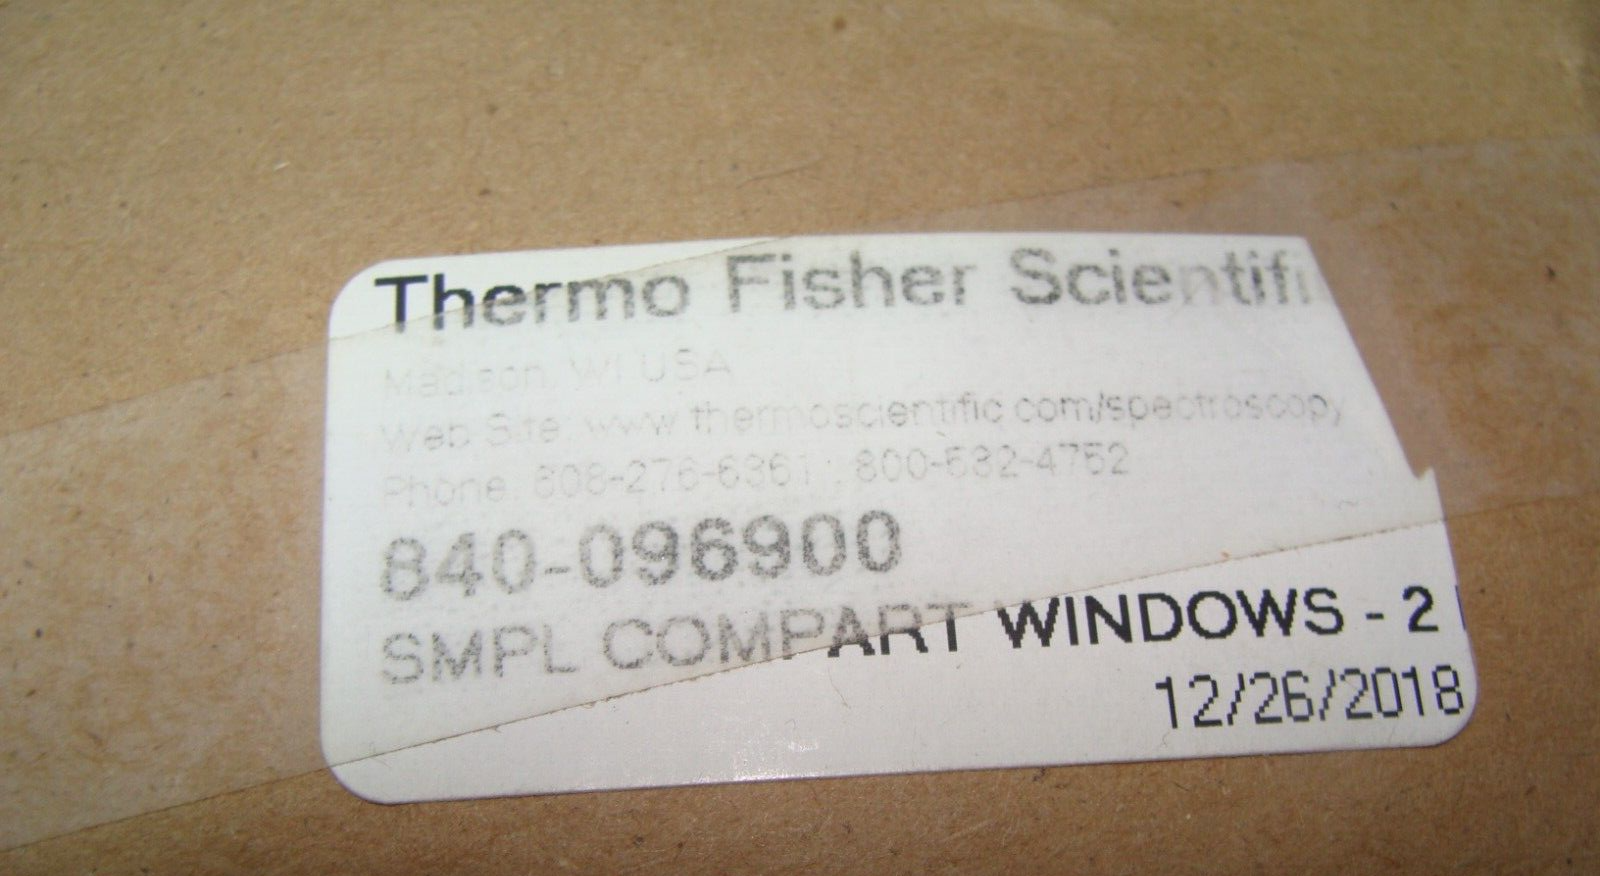 Thermo Fisher Scientifi
Madison, WI USA
Web Site: www.thermoscientific.com/spectroscopy
Phone: 608-276-6361 : 800-532-4752
840-096900
SMPL COMPART WINDOWS - 2
12/26/2018